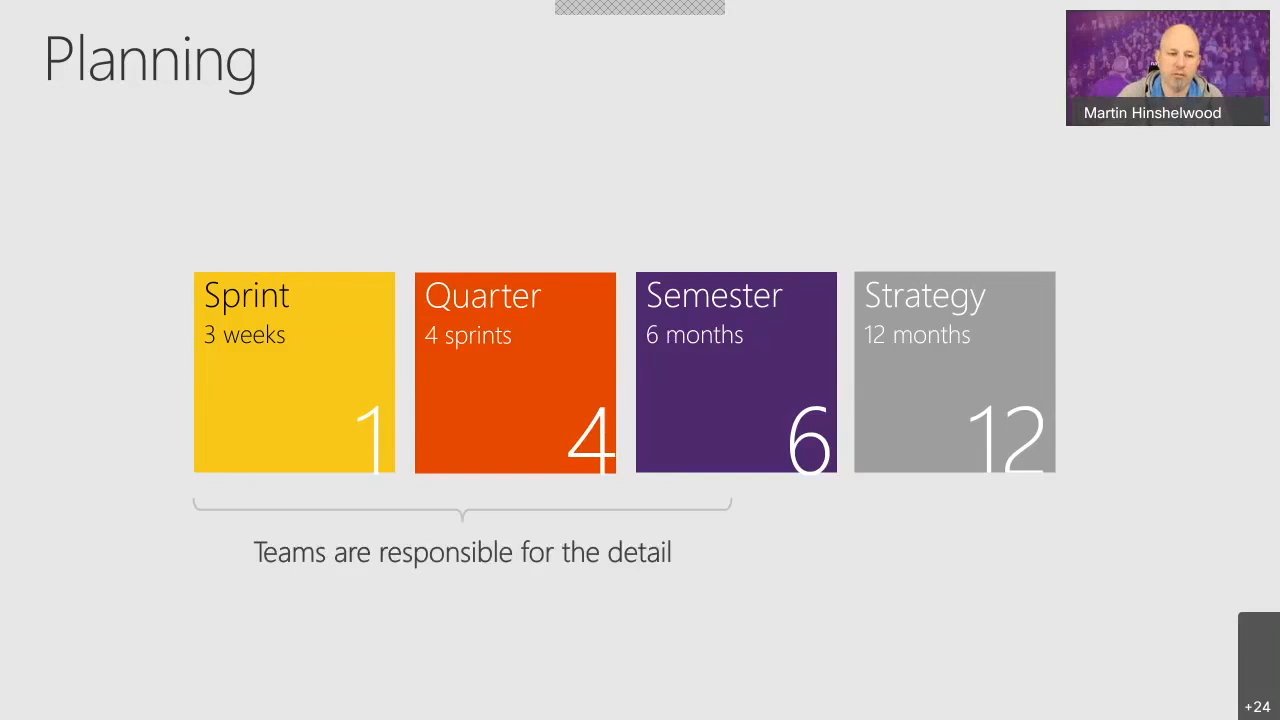 Planning
Martin Hinshelwood
Sprint
3 weeks
1
Quarter
4 sprints
4
Semester
6 months
6
Strategy
12 months
12
Teams are responsible for the detail
+24